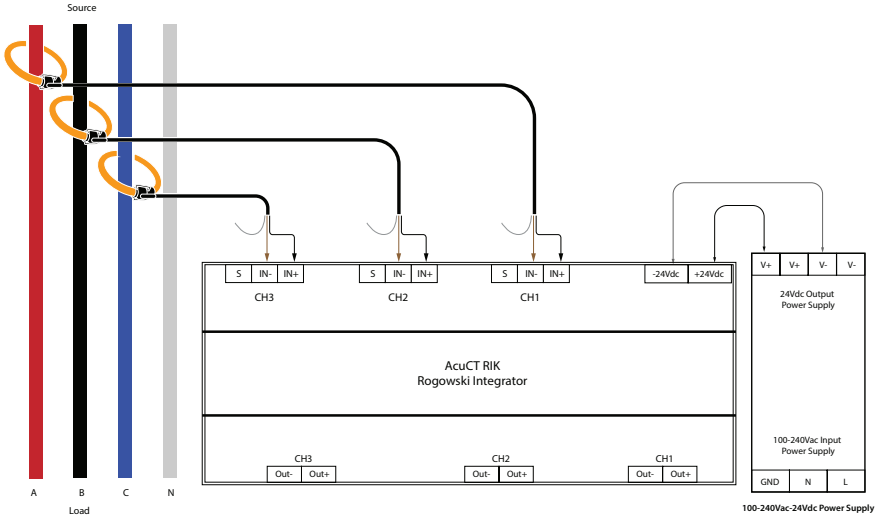 Source
S IN- IN+
CH3
S IN- IN+
CH2
S IN- IN+
CH1
-24Vdc +24Vdc
V+ V+ V- V-
24Vdc Output
Power Supply
AcuCT RIK
Rogowski Integrator
100-240Vac Input
Power Supply
CH3
Out- Out+
CH2
Out- Out+
CH1
Out- Out+
GND N L
A B C N
Load
100-240Vac-24Vdc Power Supply